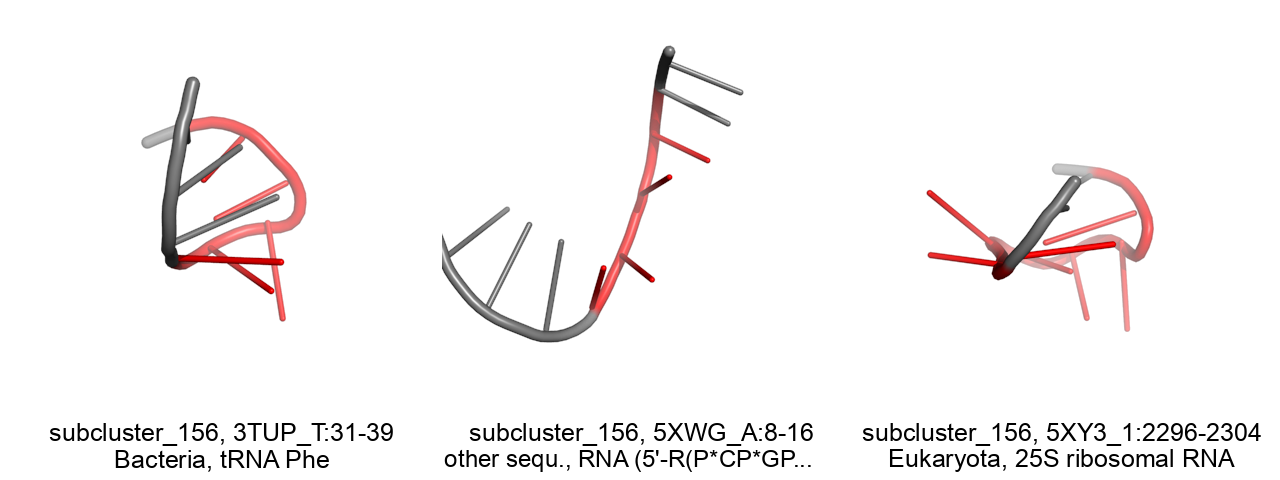 subcluster_156, 3TUP_T:31-39
Bacteria, tRNA Phe
subcluster_156, 5XWG_A:8-16
other sequ., RNA (5'-R(P*CP*GP...
subcluster_156, 5XY3_1:2296-2304
Eukaryota, 25S ribosomal RNA